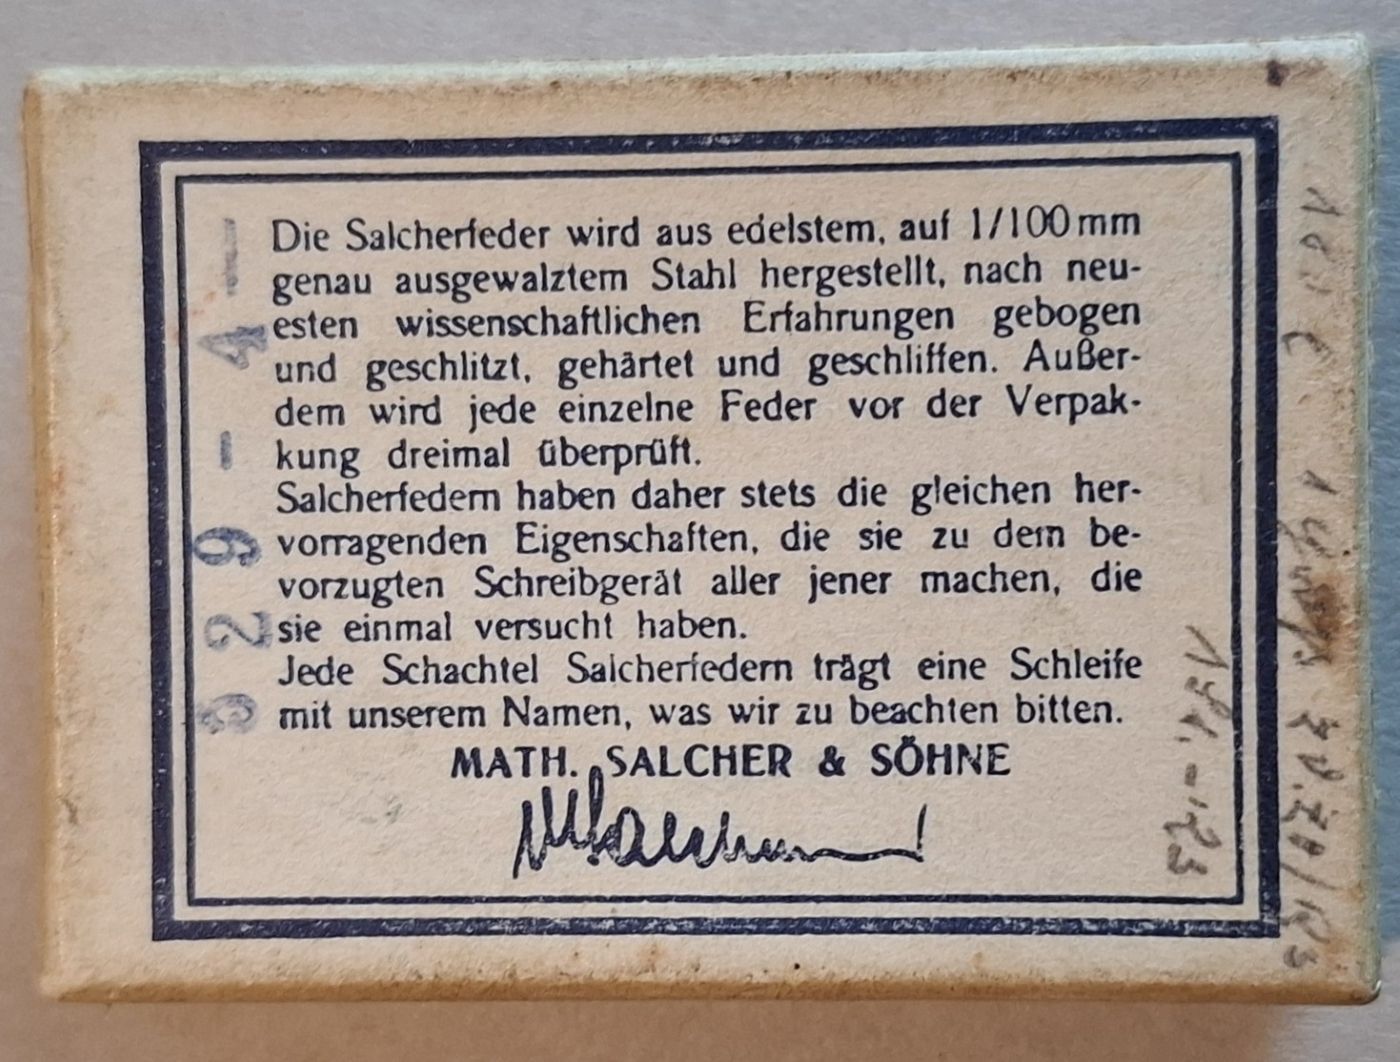 Die Salcherfeder wird aus edelstem, auf 1/100 mm
genau ausgewalztem Stahl hergestellt, nach neu-
esten wissenschaftlichen Erfahrungen gebogen
und geschlitzt, gehärtet und geschliffen. Außer-
dem wird jede einzelne Feder vor der Verpak-
kung dreimal überprüft.
Salcherfedern haben daher stets die gleichen her-
vorragenden Eigenschaften, die sie zu dem be-
vorzugten Schreibgerät aller jener machen, die
sie einmal versucht haben.
Jede Schachtel Salcherfedern trägt eine Schleife
mit unserem Namen, was wir zu beachten bitten.
MATH. SALCHER & SÖHNE